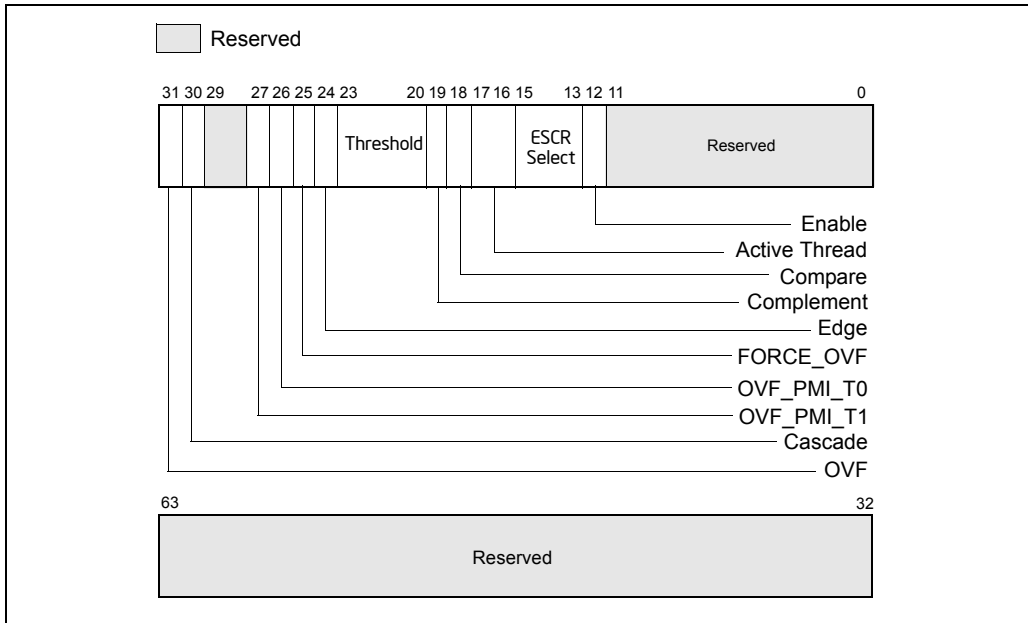 Reserved
31 30 29 27 26 25 24 23 20 19 18 17 16 15 13 12 11 0
Threshold
ESCR
Select
Reserved
Enable
Active Thread
Compare
Complement
Edge
FORCE_OVF
OVF_PMI_T0
OVF_PMI_T1
Cascade
OVF
63 32
Reserved